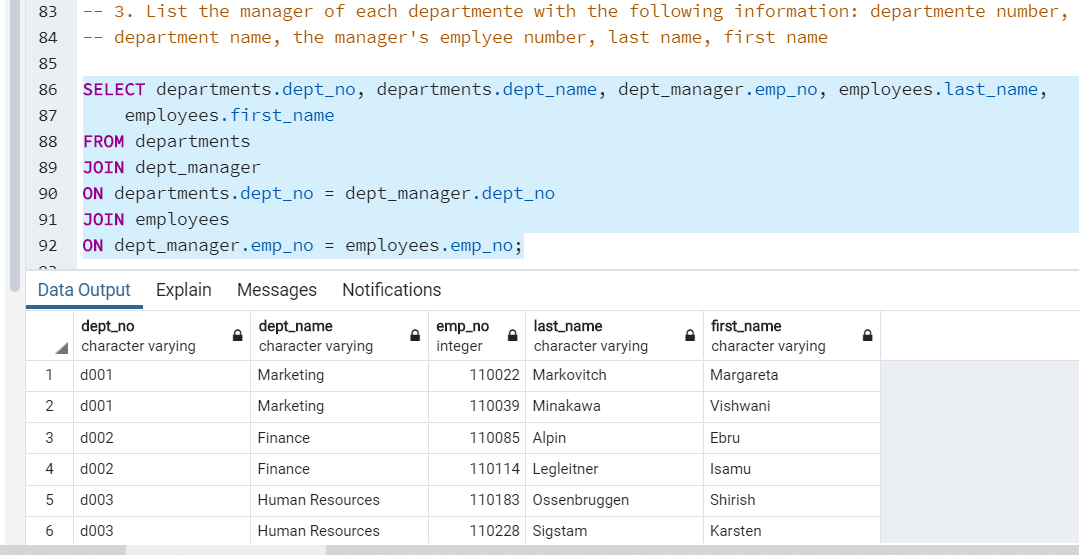 83 -- 3. List the manager of each departmente with the following information: departmente number,
84 -- department name, the manager's emplyee number, last name, first name
85
86 SELECT departments.dept_no, departments.dept_name, dept_manager.emp_no, employees.last_name,
87 employees.first_name
88 FROM departments
89 JOIN dept_manager
90 ON departments.dept_no = dept_manager.dept_no
91 JOIN employees
92 ON dept_manager.emp_no = employees.emp_no;
Data Output Explain Messages Notifications
dept_no dept_name emp_no last_name first_name
character varying character varying integer character varying character varying
1 d001 Marketing 110022 Markovitch Margareta
2 d001 Marketing 110039 Minakawa Vishwani
3 d002 Finance 110085 Alpin Ebru
4 d002 Finance 110114 Legleitner Isamu
5 d003 Human Resources 110183 Ossenbruggen Shirish
6 d003 Human Resources 110228 Sigstam Karsten